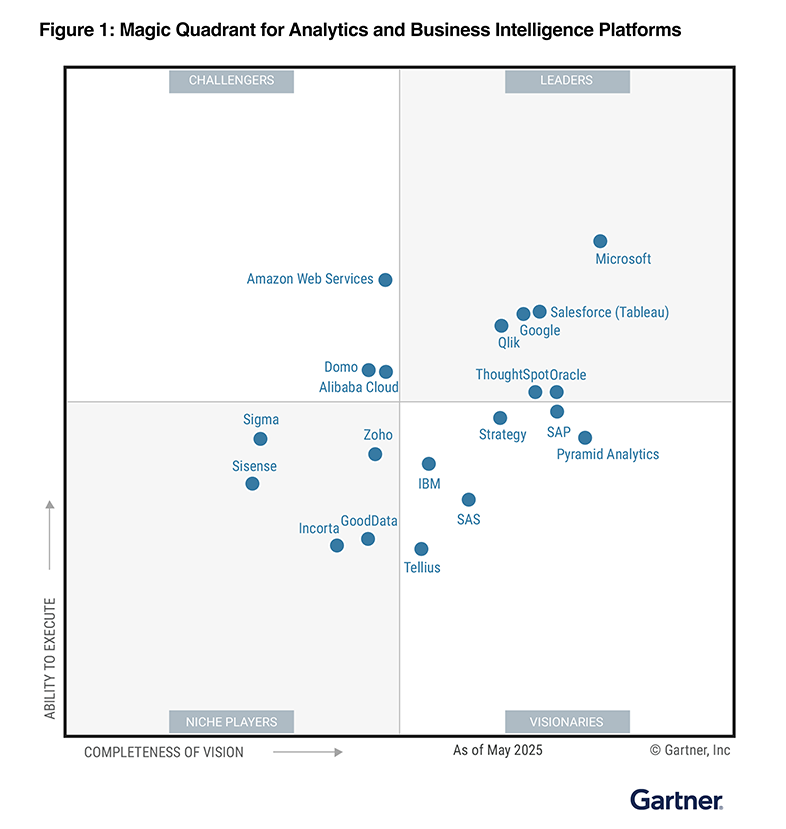 Figure 1: Magic Quadrant for Analytics and Business Intelligence Platforms
CHALLENGERS
LEADERS
Microsoft
Amazon Web Services
Salesforce (Tableau)
Google
Qlik
Domo
Alibaba Cloud
ThoughtSpot
Oracle
Sigma
Zoho
Strategy
SAP
Pyramid Analytics
Sisense
IBM
SAS
Incorta
GoodData
Tellius
ABILITY TO EXECUTE
NICHE PLAYERS
VISIONARIES
COMPLETENESS OF VISION
As of May 2025
© Gartner, Inc
Gartner